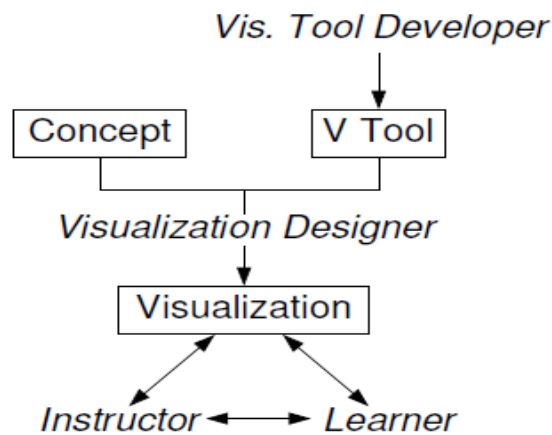 Vis. Tool Developer
Concept
V Tool
Visualization Designer
Visualization
Instructor
Learner